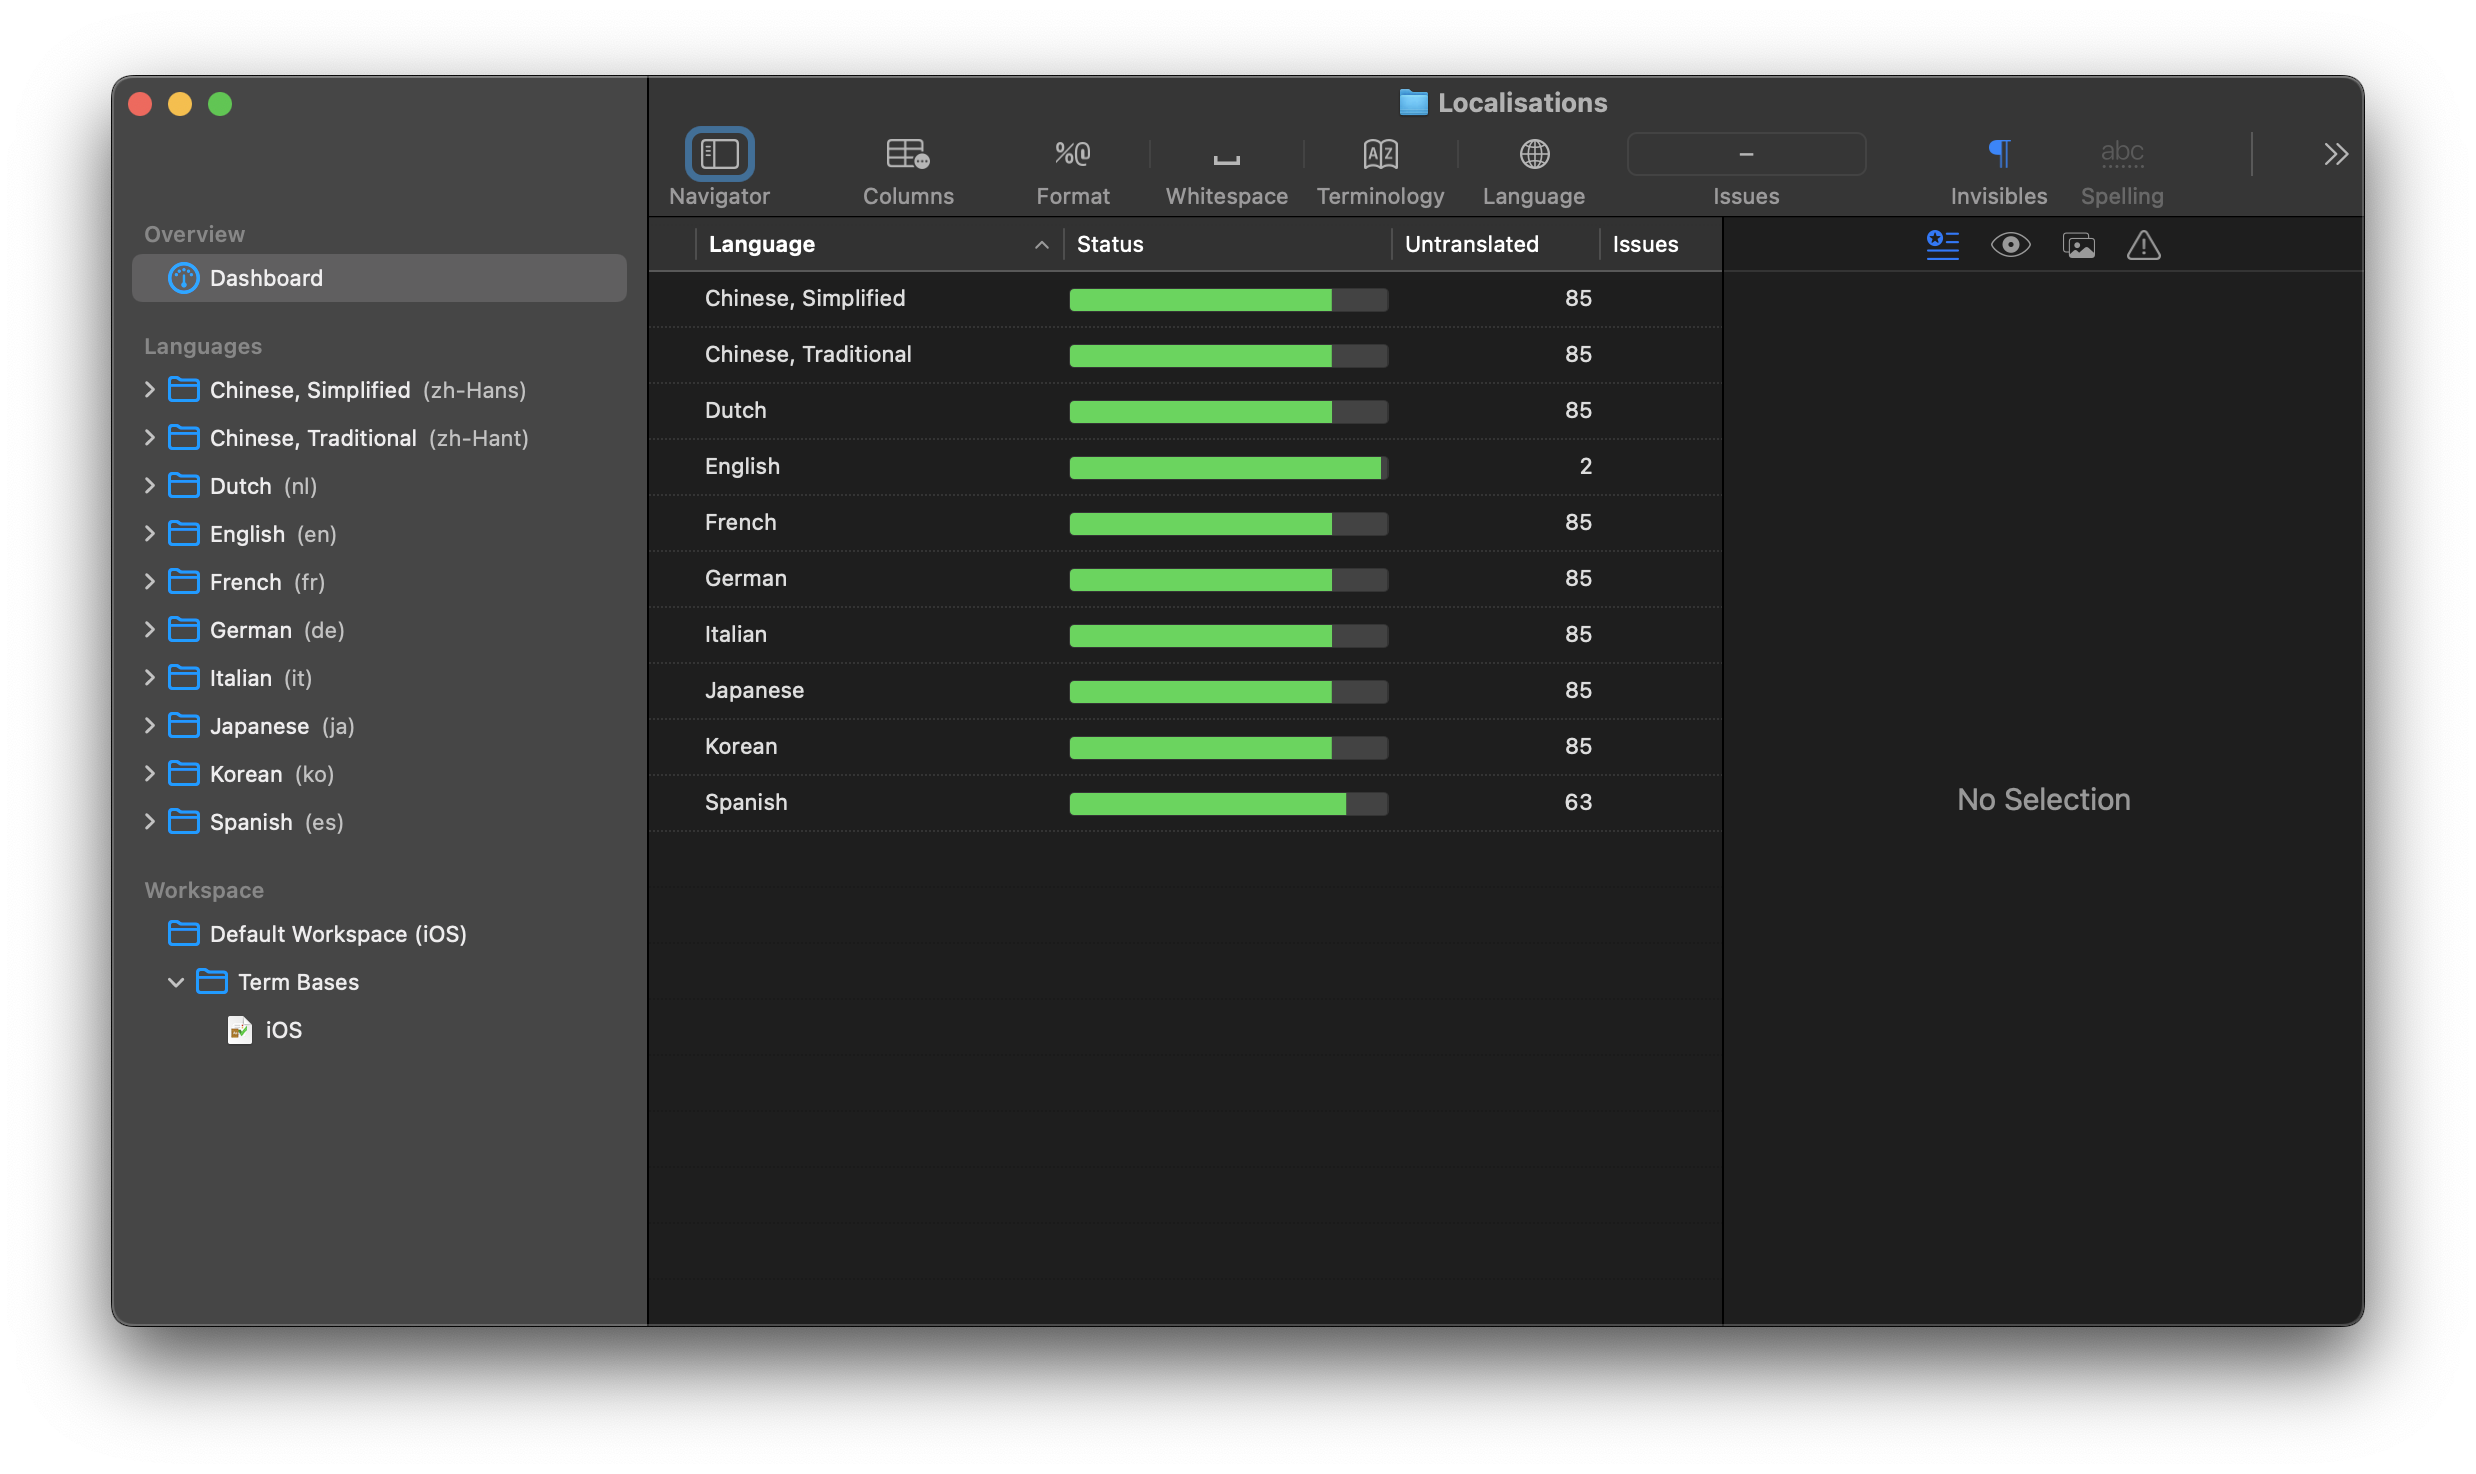 Localisations
Navigator
Columns
%@
Format
Whitespace
AZ
Terminology
Language
–
Issues
¶
Invisibles
abc
Spelling
Overview
Dashboard
Languages
Chinese, Simplified (zh-Hans)
Chinese, Traditional (zh-Hant)
Dutch (nl)
English (en)
French (fr)
German (de)
Italian (it)
Japanese (ja)
Korean (ko)
Spanish (es)
Workspace
Default Workspace (iOS)
Term Bases
iOS
Language Status Untranslated Issues
Chinese, Simplified 85
Chinese, Traditional 85
Dutch 85
English 2
French 85
German 85
Italian 85
Japanese 85
Korean 85
Spanish 63
No Selection